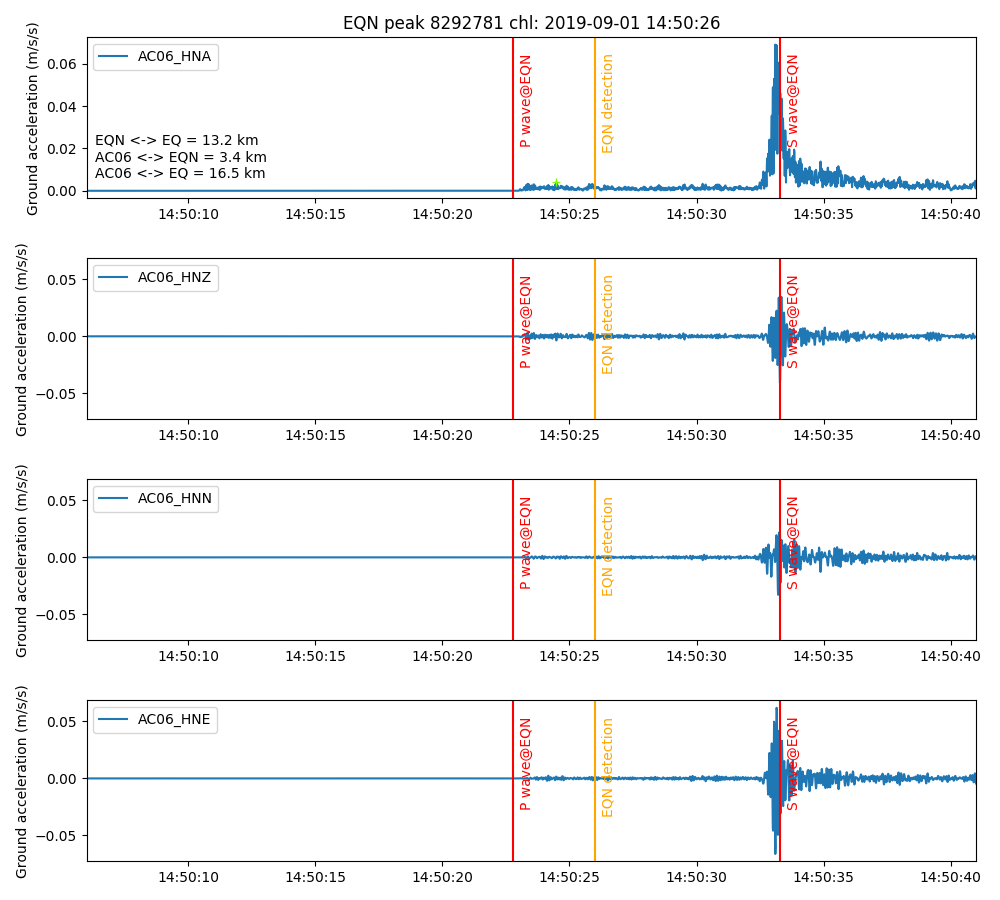 EQN peak 8292781 chl: 2019-09-01 14:50:26
Ground acceleration (m/s/s)
0.06
0.04
0.02
0.00
AC06_HNA
EQN <-> EQ = 13.2 km
AC06 <-> EQN = 3.4 km
AC06 <-> EQ = 16.5 km
P wave@EQN
EQN detection
S wave@EQN
14:50:10 14:50:15 14:50:20 14:50:25 14:50:30 14:50:35 14:50:40
Ground acceleration (m/s/s)
0.05
0.00
−0.05
AC06_HNZ
P wave@EQN
EQN detection
S wave@EQN
14:50:10 14:50:15 14:50:20 14:50:25 14:50:30 14:50:35 14:50:40
Ground acceleration (m/s/s)
0.05
0.00
−0.05
AC06_HNN
P wave@EQN
EQN detection
S wave@EQN
14:50:10 14:50:15 14:50:20 14:50:25 14:50:30 14:50:35 14:50:40
Ground acceleration (m/s/s)
0.05
0.00
−0.05
AC06_HNE
P wave@EQN
EQN detection
S wave@EQN
14:50:10 14:50:15 14:50:20 14:50:25 14:50:30 14:50:35 14:50:40